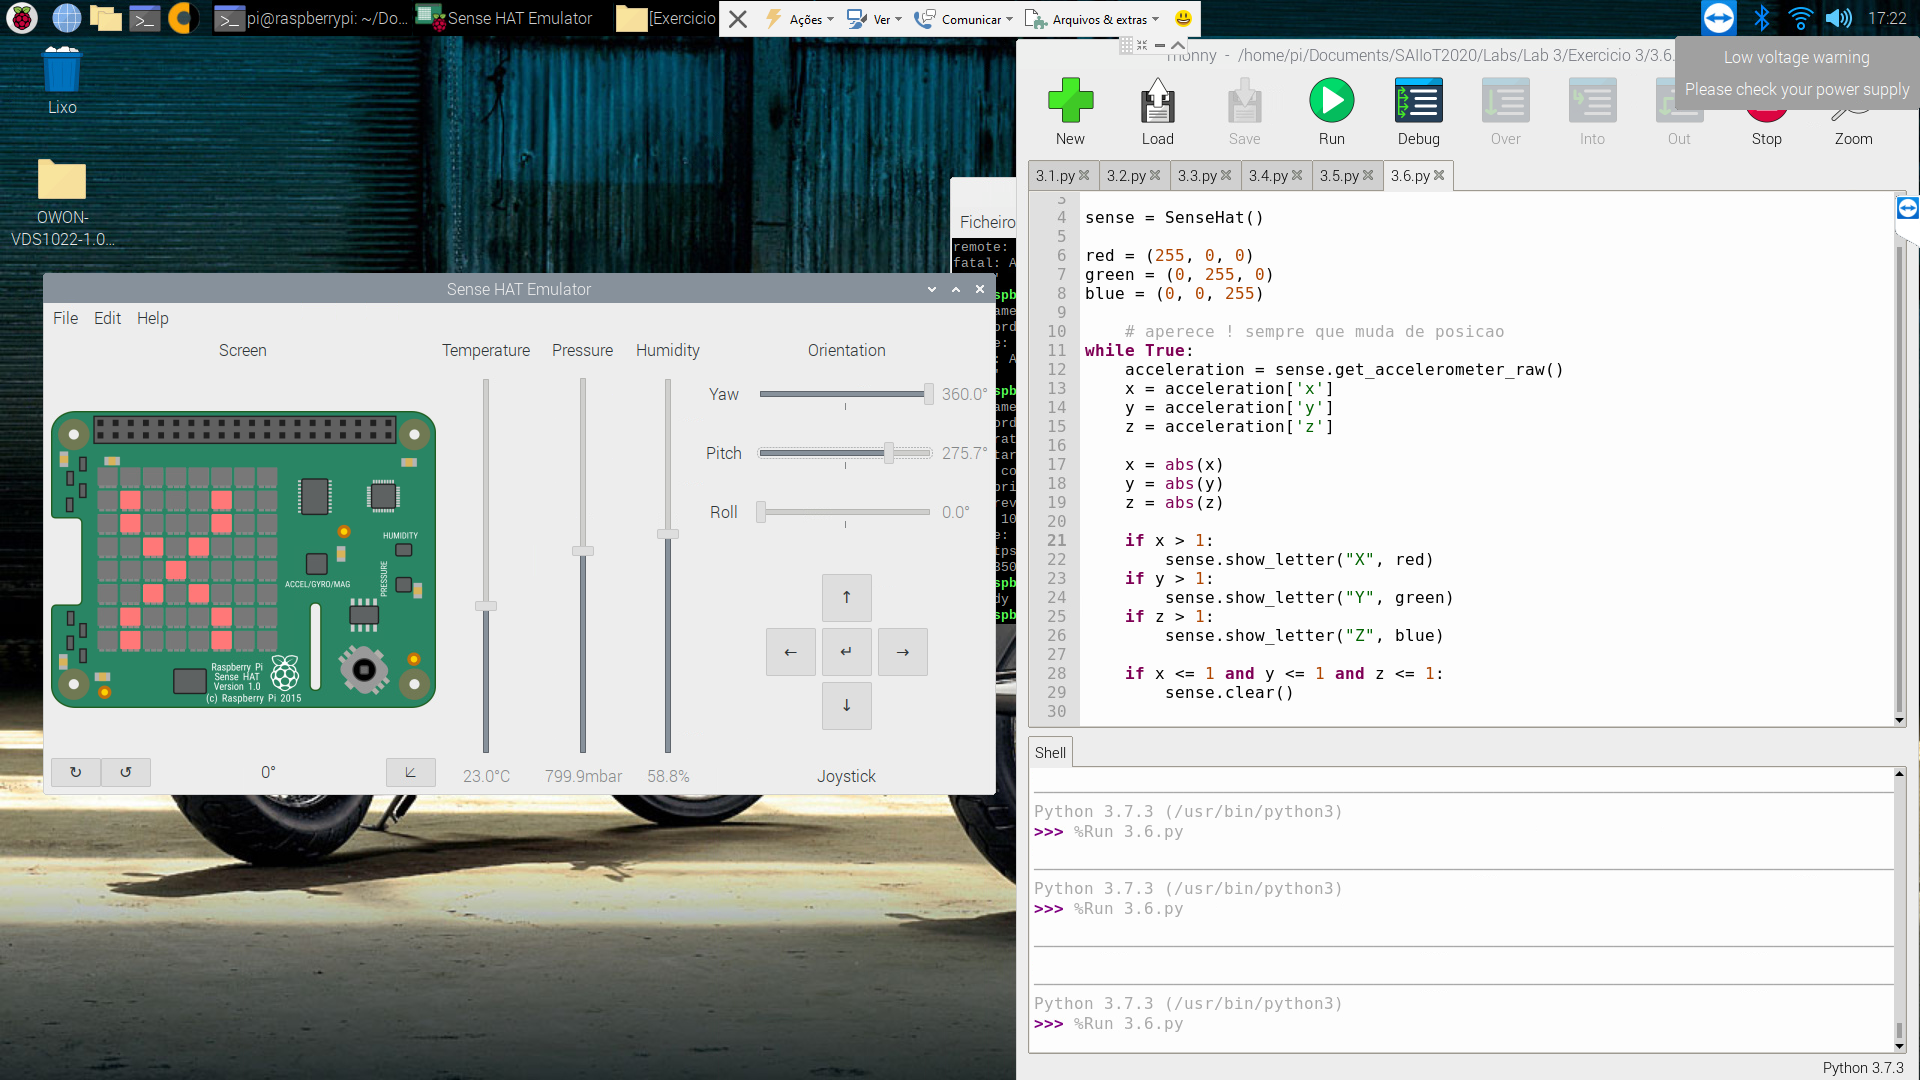 pi@raspberrypi: ~/Do...
Sense HAT Emulator
[Exercicio
Ações
Ver
Comunicar
Arquivos & extras
17:22
Low voltage warning
Please check your power supply
Lixo
OWON-
VDS1022-1.0...
Ficheiro
remote:
fatal: A
Thonny - /home/pi/Documents/SAIIoT2020/Labs/Lab 3/Exercicio 3/3.6.
New
Load
Save
Run
Debug
Over
Into
Out
Stop
Zoom
3.1.py
3.2.py
3.3.py
3.4.py
3.5.py
3.6.py
3
4 sense = SenseHat()
5
6 red = (255, 0, 0)
7 green = (0, 255, 0)
8 blue = (0, 0, 255)
9
10     # aperece ! sempre que muda de posicao
11 while True:
12     acceleration = sense.get_accelerometer_raw()
13     x = acceleration['x']
14     y = acceleration['y']
15     z = acceleration['z']
16
17     x = abs(x)
18     y = abs(y)
19     z = abs(z)
20
21     if x > 1:
22         sense.show_letter("X", red)
23     if y > 1:
24         sense.show_letter("Y", green)
25     if z > 1:
26         sense.show_letter("Z", blue)
27
28     if x <= 1 and y <= 1 and z <= 1:
29         sense.clear()
30
Shell
Python 3.7.3 (/usr/bin/python3)
>>> %Run 3.6.py
Python 3.7.3 (/usr/bin/python3)
>>> %Run 3.6.py
Python 3.7.3 (/usr/bin/python3)
>>> %Run 3.6.py
Python 3.7.3
Sense HAT Emulator
File Edit Help
Screen
Temperature
Pressure
Humidity
Orientation
Yaw
360.0°
Pitch
275.7°
Roll
0.0°
HUMIDITY
PRESSURE
ACCEL/GYRO/MAG
Raspberry Pi
Sense HAT
Version 1.0
(c) Raspberry Pi 2015
↑
← ↵ →
↓
↻ ↺
0°
23.0°C
799.9mbar
58.8%
Joystick